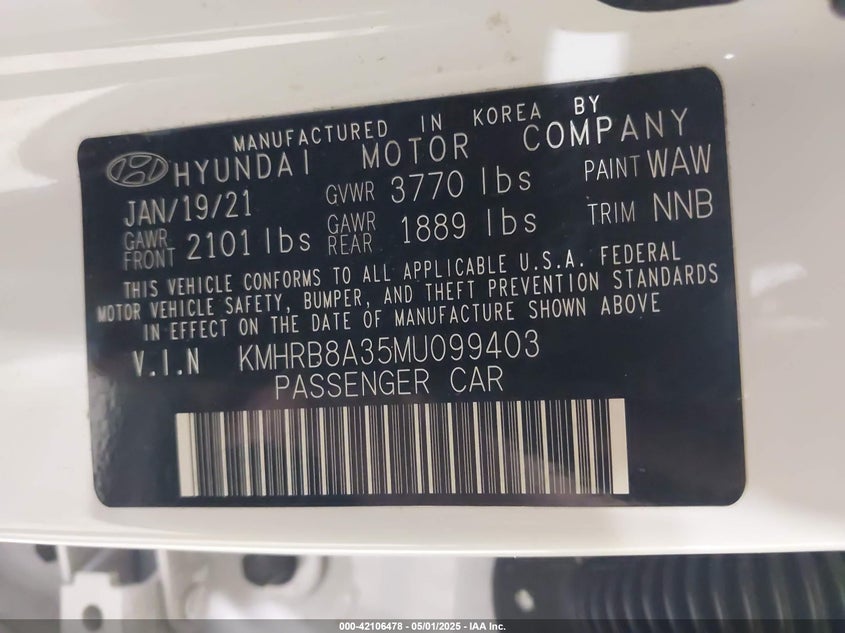 MANUFACTURED IN KOREA BY
HYUNDAI MOTOR COMPANY
JAN/19/21 GVWR 3770 lbs PAINT WAW
GAWR FRONT 2101 lbs GAWR REAR 1889 lbs TRIM NNB
THIS VEHICLE CONFORMS TO ALL APPLICABLE U.S.A. FEDERAL
MOTOR VEHICLE SAFETY, BUMPER, AND THEFT PREVENTION STANDARDS
IN EFFECT ON THE DATE OF MANUFACTURE SHOWN ABOVE
V.I.N KMHRB8A35MU099403
PASSENGER CAR
000-42106478 - 05/01/2025 - IAA Inc.